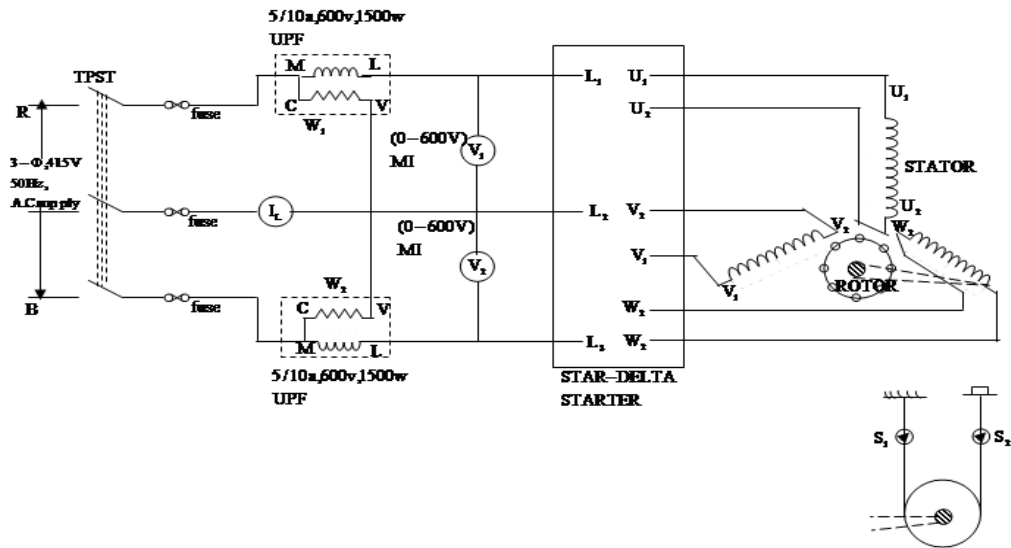 5/10a,600v,1500w
UPF
TPST
M
L
C
V
W₁
R
fuse
3-Φ,415V
50Hz,
A.C supply
(0-600V)
MI
V₁
I_L
fuse
(0-600V)
MI
V₂
B
fuse
W₂
C
V
M
L
5/10a,600v,1500w
UPF
L₁
U₁
U₂
L₂
V₂
V₁
W₂
L₃
W₂
STAR-DELTA
STARTER
U₁
STATOR
U₂
V₂
W₂
V₁
ROTOR
S₁
S₂